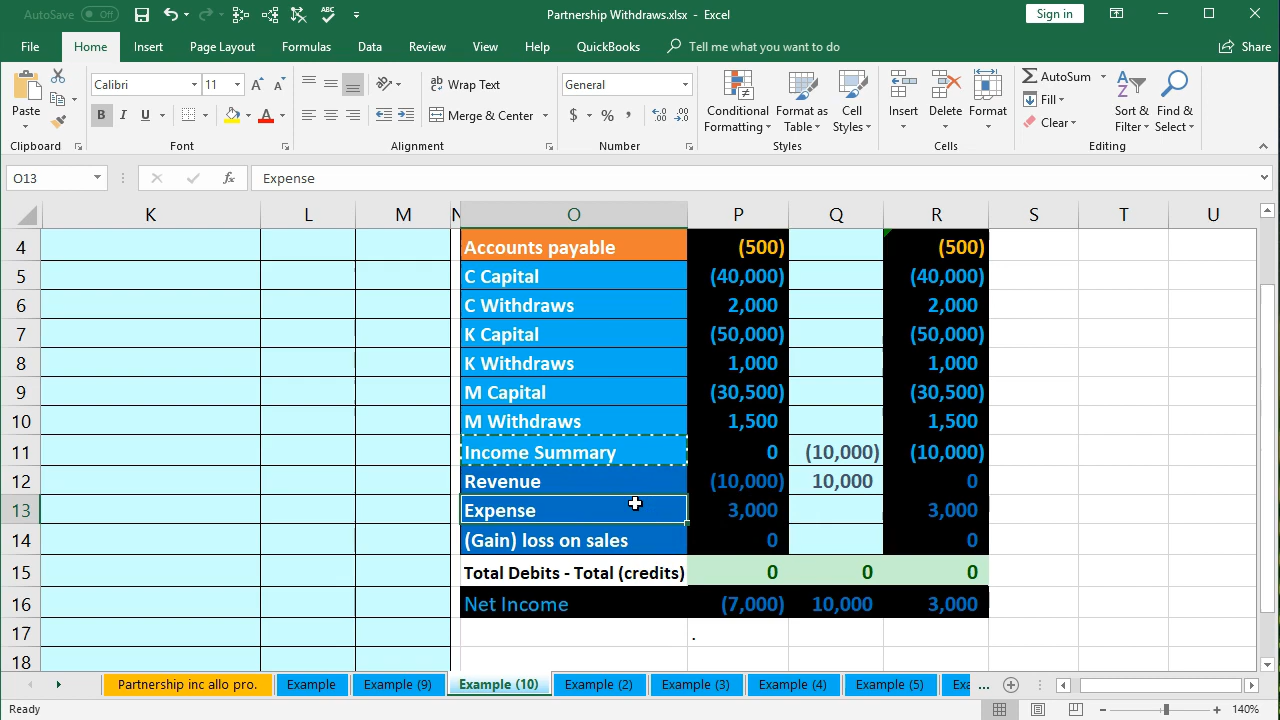 AutoSave Off Partnership Withdraws.xlsx - Excel Sign in
File Home Insert Page Layout Formulas Data Review View Help QuickBooks Tell me what you want to do Share
Paste Calibri 11 Wrap Text General AutoSum
B I U Merge & Center $ % Conditional Formatting Format as Table Cell Styles Insert Delete Format Fill Clear Sort & Filter Find & Select
Clipboard Font Alignment Number Styles Cells Editing
O13 fx Expense
K L M N O P Q R S T U
4 Accounts payable (500) (500)
5 C Capital (40,000) (40,000)
6 C Withdraws 2,000 2,000
7 K Capital (50,000) (50,000)
8 K Withdraws 1,000 1,000
9 M Capital (30,500) (30,500)
10 M Withdraws 1,500 1,500
11 Income Summary 0 (10,000) (10,000)
12 Revenue (10,000) 10,000 0
13 Expense 3,000 3,000
14 (Gain) loss on sales 0 0
15 Total Debits - Total (credits) 0 0 0
16 Net Income (7,000) 10,000 3,000
17 .
18
Partnership inc allo pro. Example Example (9) Example (10) Example (2) Example (3) Example (4) Example (5) Exa ...
Ready 140%